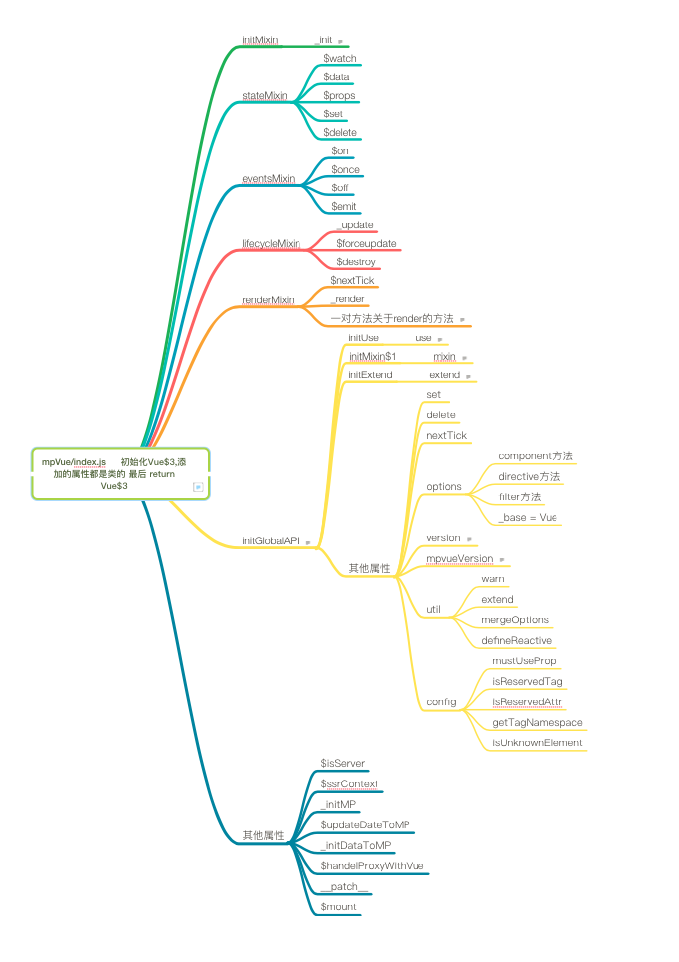 initMixin
_init
stateMixin
$watch
$data
$props
$set
$delete
eventsMixin
$on
$once
$off
$emit
lifecycleMixin
_update
$forceupdate
$destroy
renderMixin
$nextTick
_render
一对方法关于render的方法
mpVue/index.js 初始化Vue$3,添
加的属性都是类的 最后 return
Vue$3
initGlobalAPI
initUse
use
initMixin$1
mixin
initExtend
extend
其他属性
set
delete
nextTick
options
component方法
directive方法
filter方法
_base = Vue
version
mpvueVersion
util
warn
extend
mergeOptions
defineReactive
config
mustUseProp
isReservedTag
isReservedAttr
getTagNamespace
isUnknownElement
其他属性
$isServer
$ssrContext
_initMP
$updateDateToMP
_initDataToMP
$handelProxyWithVue
__patch__
$mount